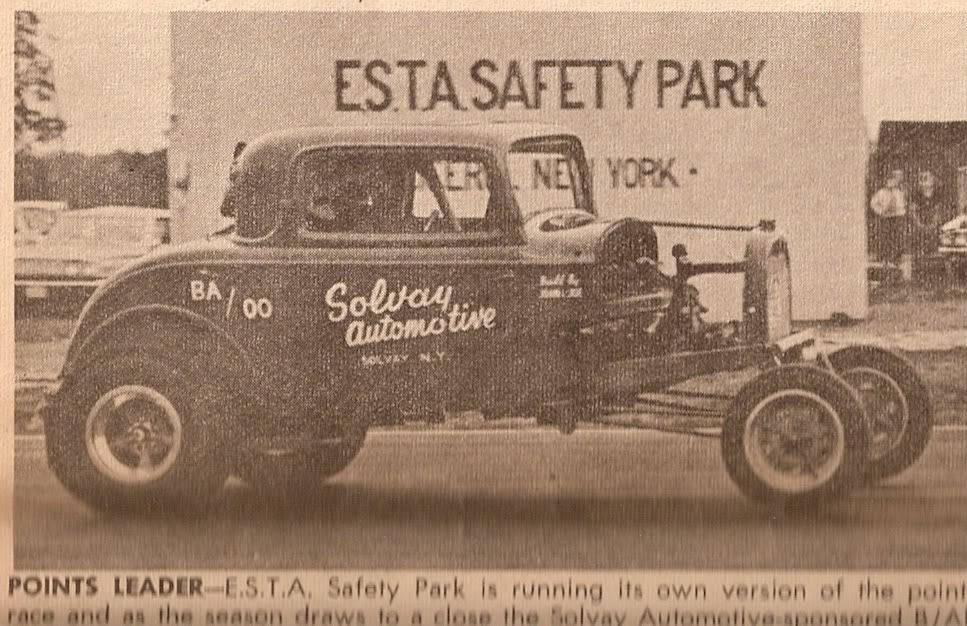 E.S.T.A. SAFETY PARK
NEW YORK •
BA/00
Solvay
automotive
SOLVAY N.Y.
POINTS LEADER—E.S.T.A. Safety Park is running its own version of the point
race and as the season draws to a close the Solvay Automotive-sponsored B/A